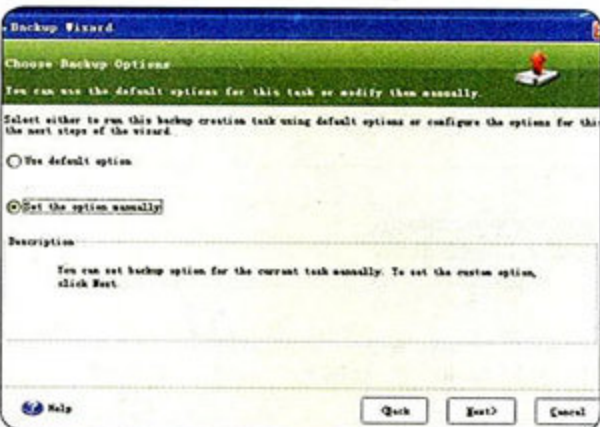 Backup Wizard
Choose Backup Options
You can use the default options for this task or modify them manually.
Select either to run this backup creation task using default options or configure the options for this
the next steps of the wizard.
Use default option
Set the option manually
Description
You can set backup option for the current task manually. To set the custom option,
click Next.
Help
<Back
Next>
Cancel